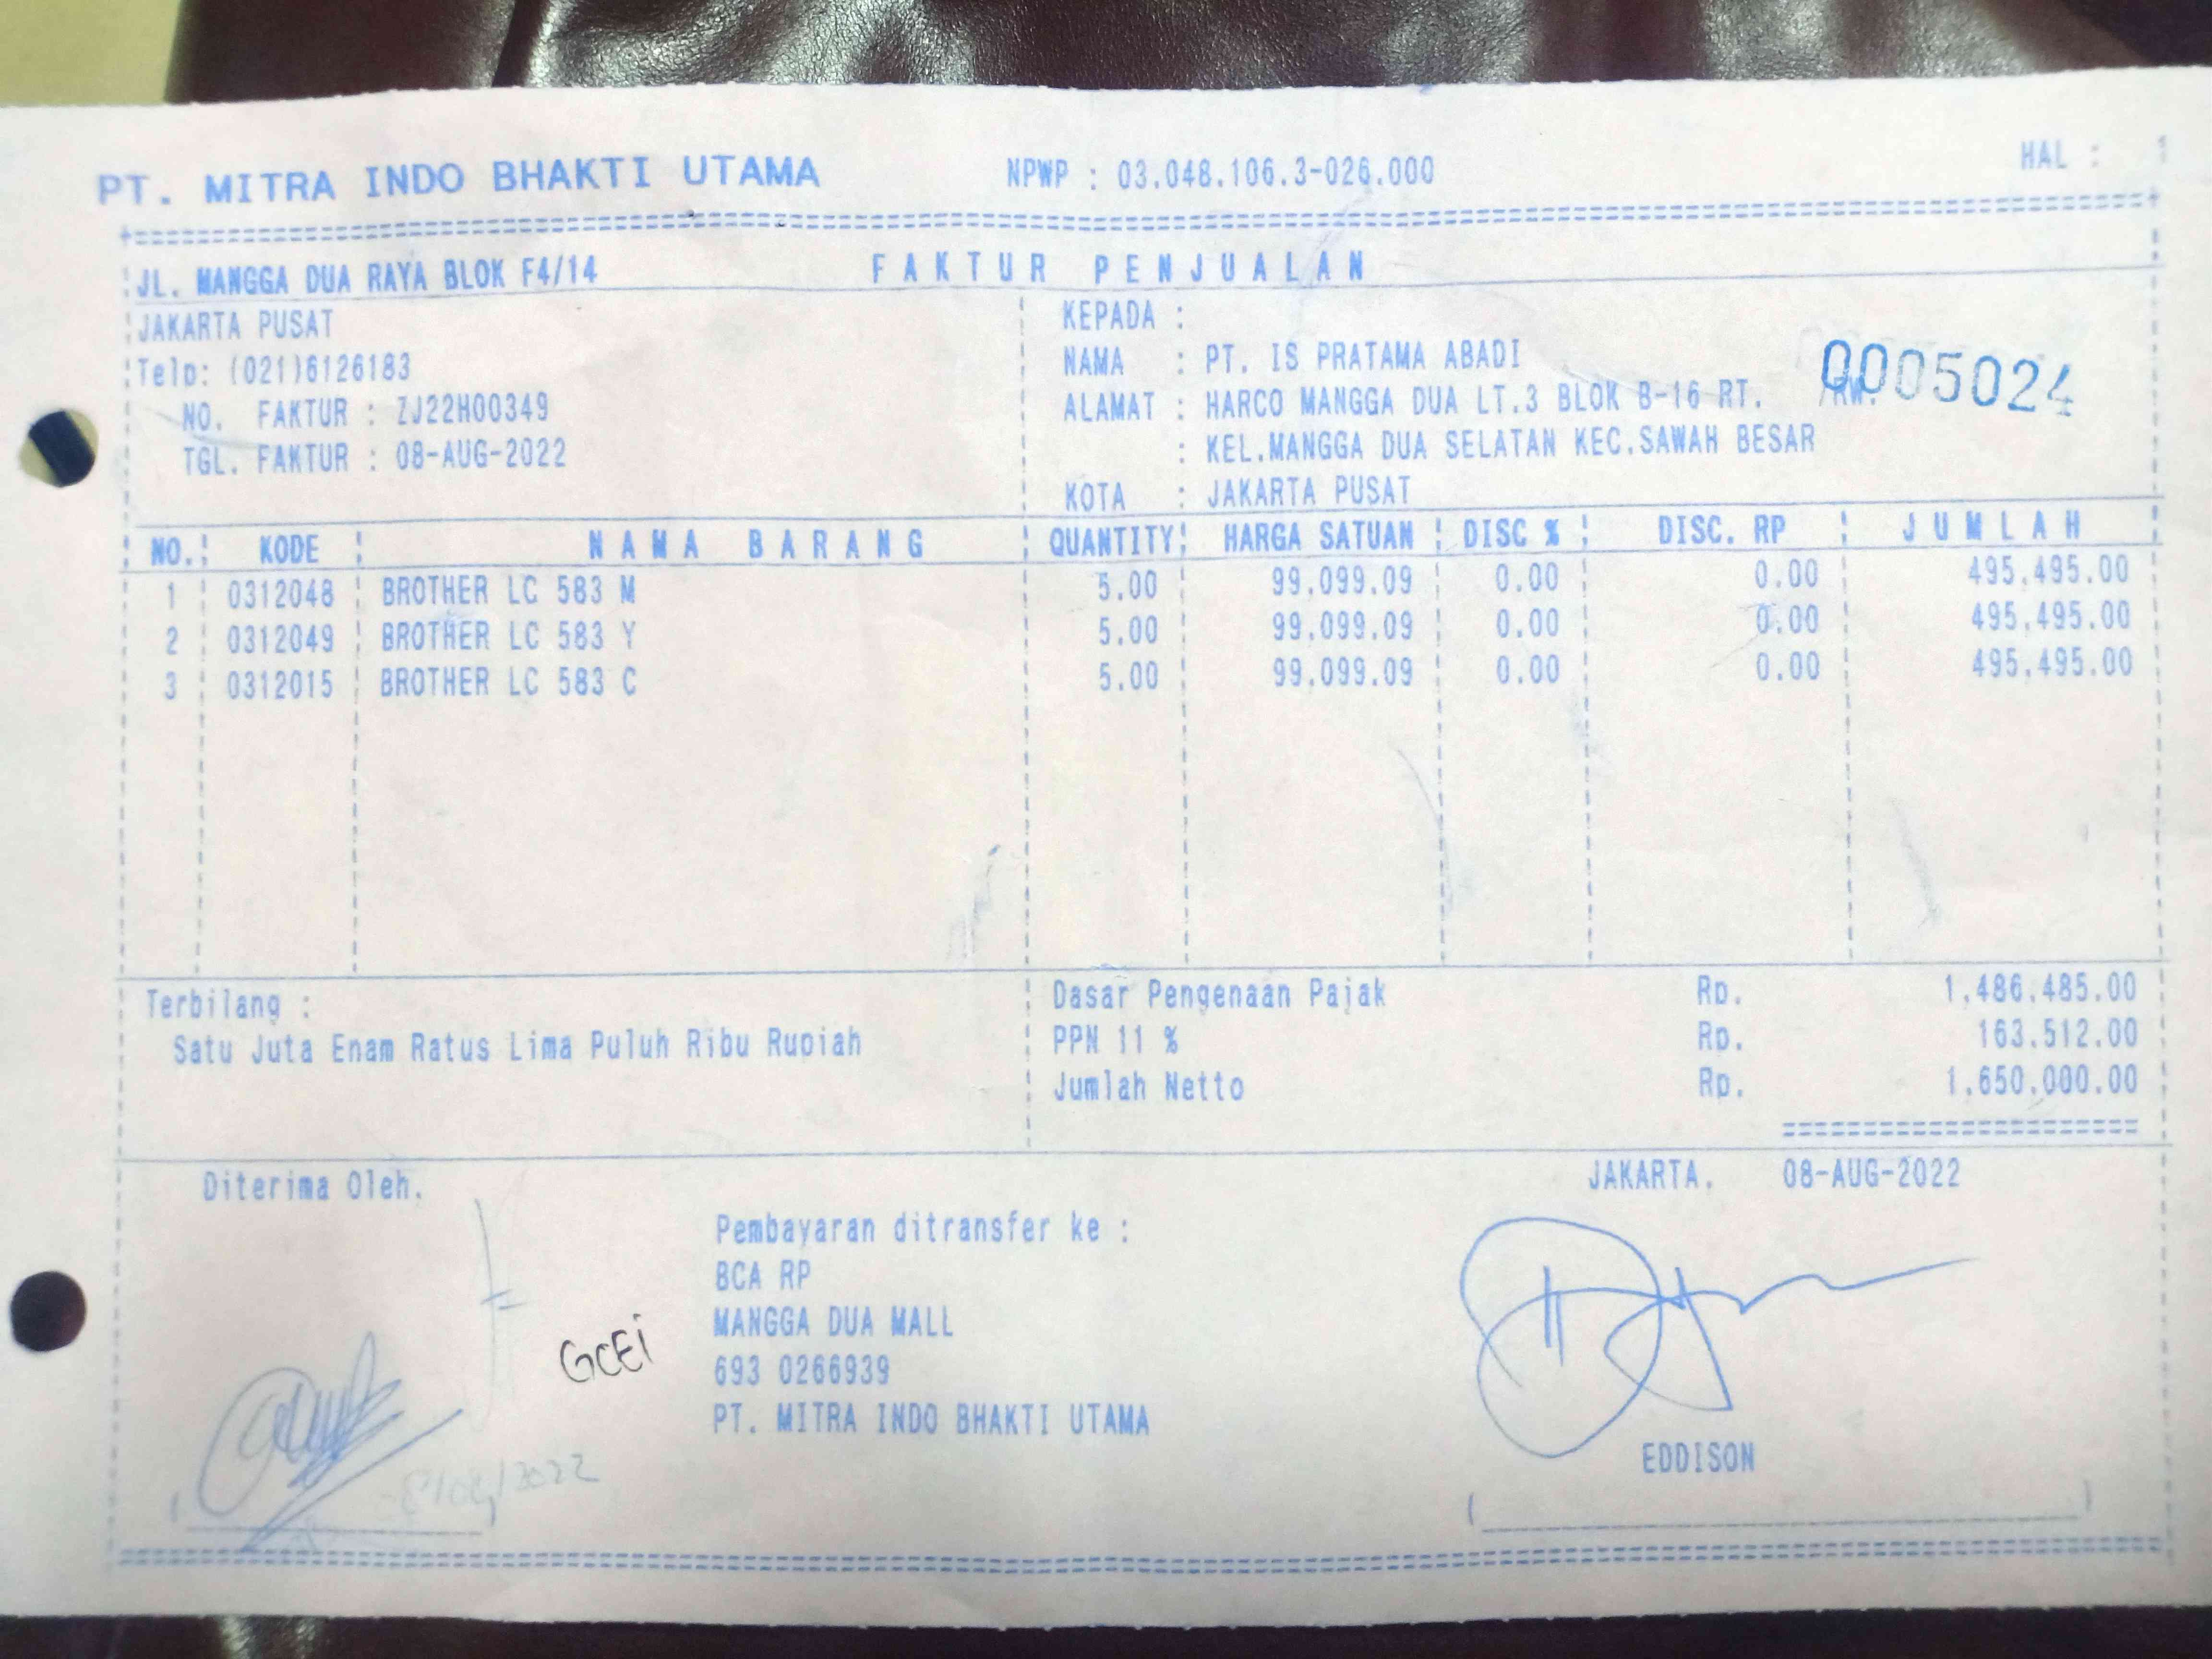 PT. MITRA INDO BHAKTI UTAMA NPWP : 03.048.106.3-026.000 HAL : 1
JL. MANGGA DUA RAYA BLOK F4/14 FAKTUR PENJUALAN
JAKARTA PUSAT KEPADA :
Telp: (021)6126183 NAMA : PT. IS PRATAMA ABADI 0005024
NO. FAKTUR : ZJ22H00349 ALAMAT : HARCO MANGGA DUA LT.3 BLOK B-16 RT. /RW.
TGL. FAKTUR : 08-AUG-2022 : KEL.MANGGA DUA SELATAN KEC.SAWAH BESAR
KOTA : JAKARTA PUSAT
NO. KODE NAMA BARANG QUANTITY HARGA SATUAN DISC % DISC. RP JUMLAH
1 0312048 BROTHER LC 583 M 5.00 99,099.09 0.00 0.00 495,495.00
2 0312049 BROTHER LC 583 Y 5.00 99,099.09 0.00 0.00 495,495.00
3 0312015 BROTHER LC 583 C 5.00 99,099.09 0.00 0.00 495,495.00
Terbilang : Dasar Pengenaan Pajak Rp. 1,486,485.00
Satu Juta Enam Ratus Lima Puluh Ribu Rupiah PPN 11 % Rp. 163,512.00
Jumlah Netto Rp. 1,650,000.00
Diterima Oleh, JAKARTA, 08-AUG-2022
Pembayaran ditransfer ke :
BCA RP
MANGGA DUA MALL
GCEi
693 0266939
PT. MITRA INDO BHAKTI UTAMA
EDDISON